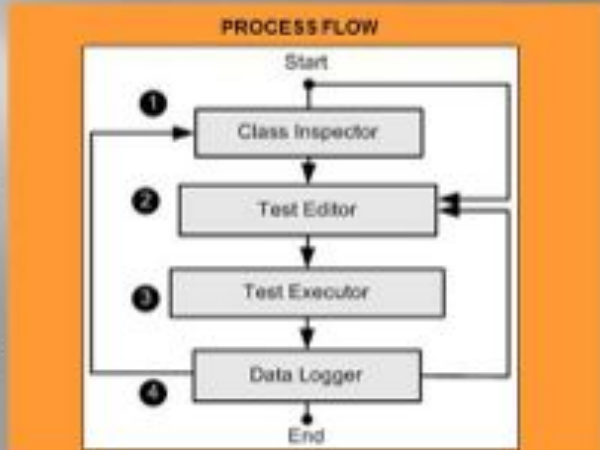 PROCESS FLOW
Start
1
Class Inspector
2
Test Editor
Test Executor
3
Data Logger
4
End